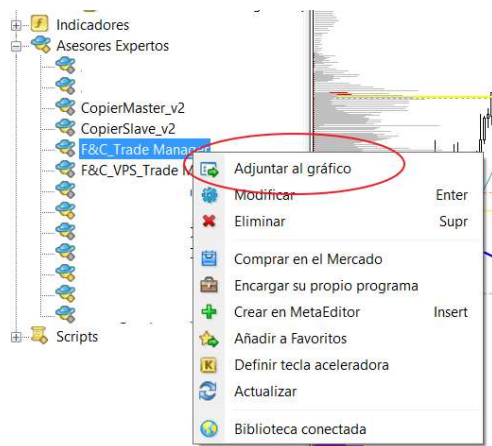 Indicadores
Asesores Expertos
CopierMaster_v2
CopierSlave_v2
F&C_Trade Manager
F&C_VPS_Trade M
Adjuntar al gráfico
Modificar Enter
Eliminar Supr
Comprar en el Mercado
Encargar su propio programa
Crear en MetaEditor Insert
Añadir a Favoritos
Definir tecla aceleradora
Actualizar
Biblioteca conectada
Scripts